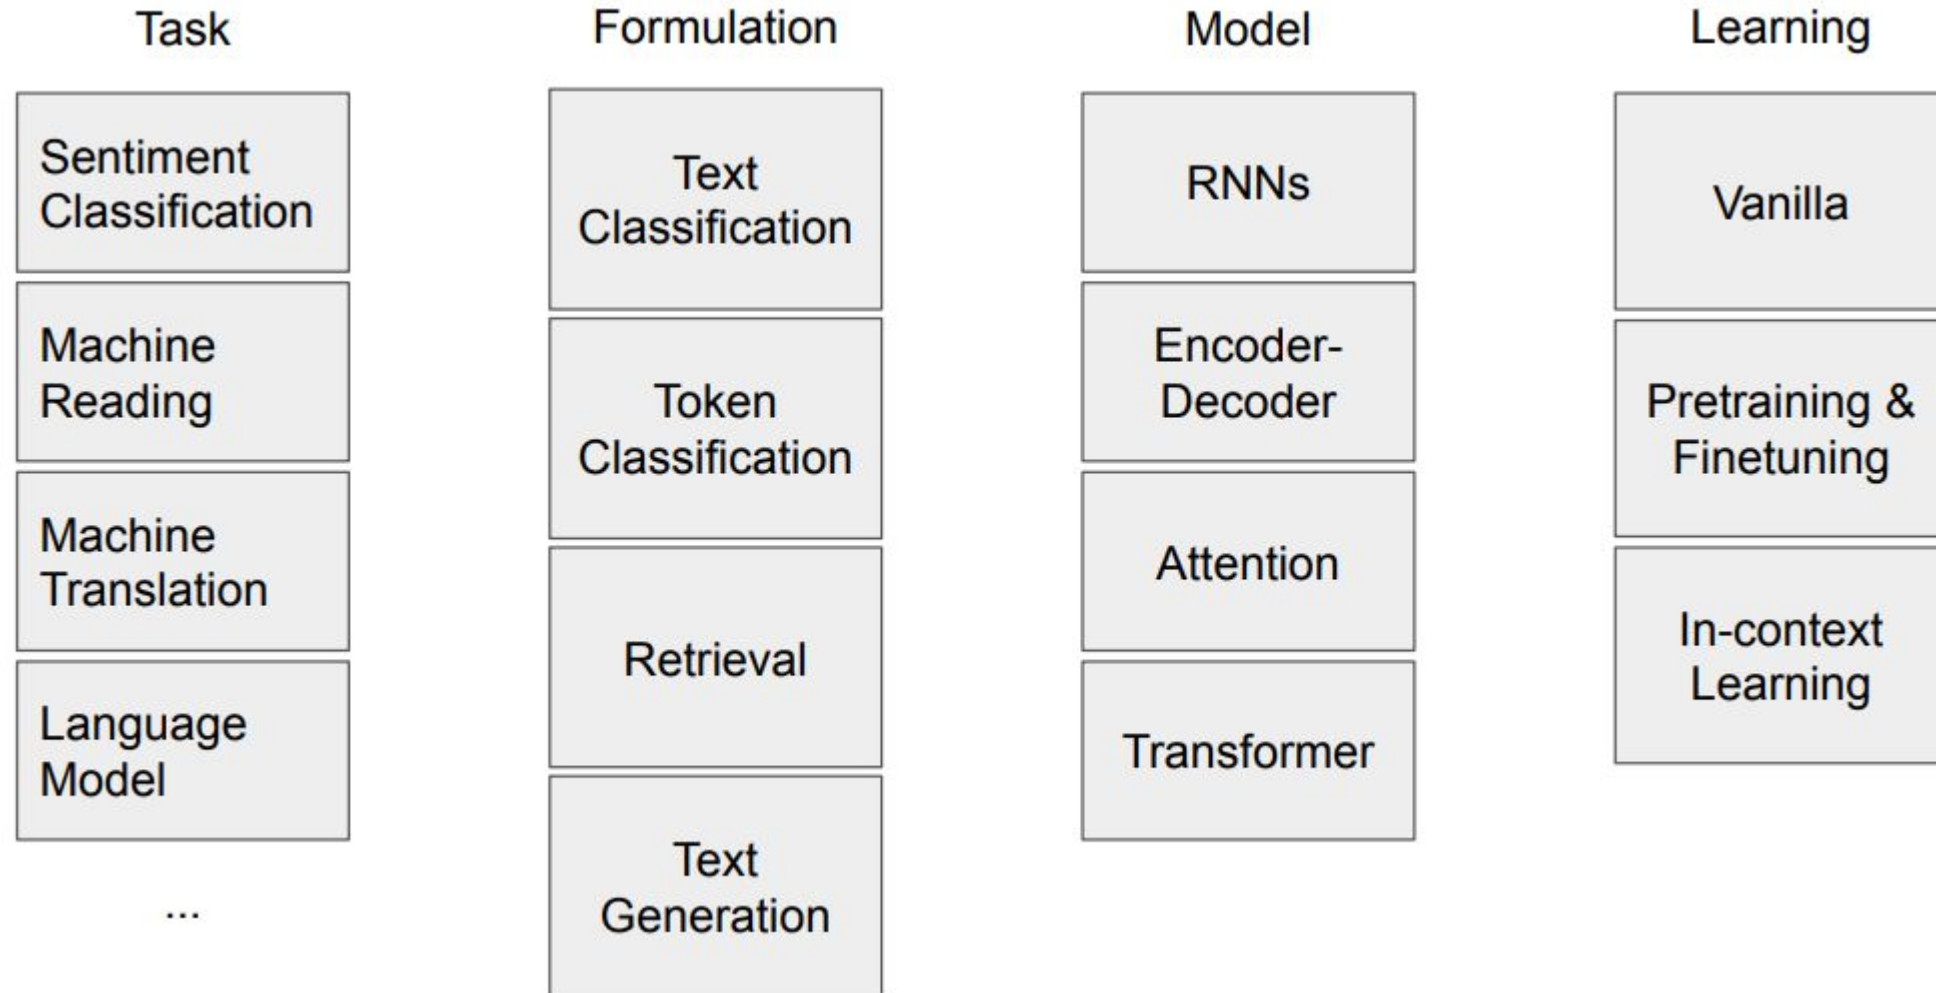 Task
Sentiment
Classification
Machine
Reading
Machine
Translation
Language
Model
...
Formulation
Text
Classification
Token
Classification
Retrieval
Text
Generation
Model
RNNs
Encoder-
Decoder
Attention
Transformer
Learning
Vanilla
Pretraining &
Finetuning
In-context
Learning